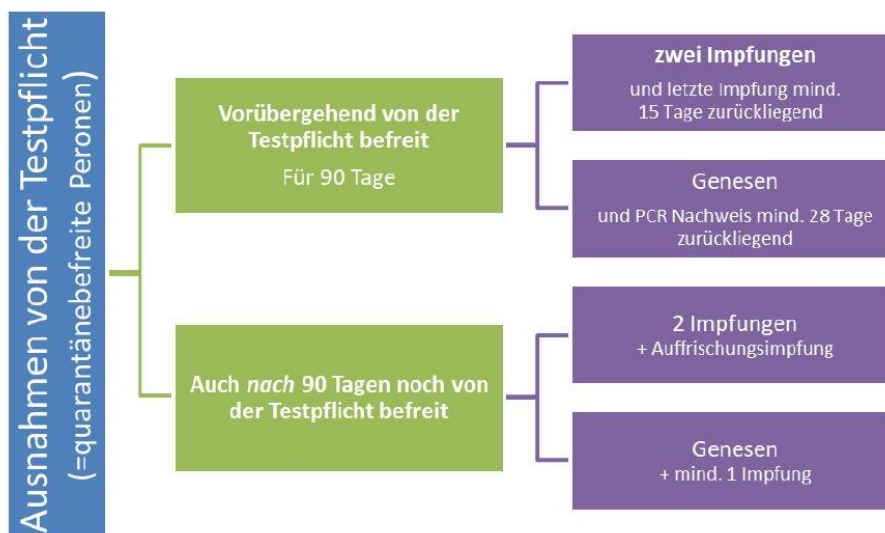 Ausnahmen von der Testpflicht
(=quarantänebefreite Peronen)
Vorübergehend von der
Testpflicht befreit
Für 90 Tage
zwei Impfungen
und letzte Impfung mind.
15 Tage zurückliegend
Genesen
und PCR Nachweis mind. 28 Tage
zurückliegend
Auch nach 90 Tagen noch von
der Testpflicht befreit
2 Impfungen
+ Auffrischungsimpfung
Genesen
+ mind. 1 Impfung